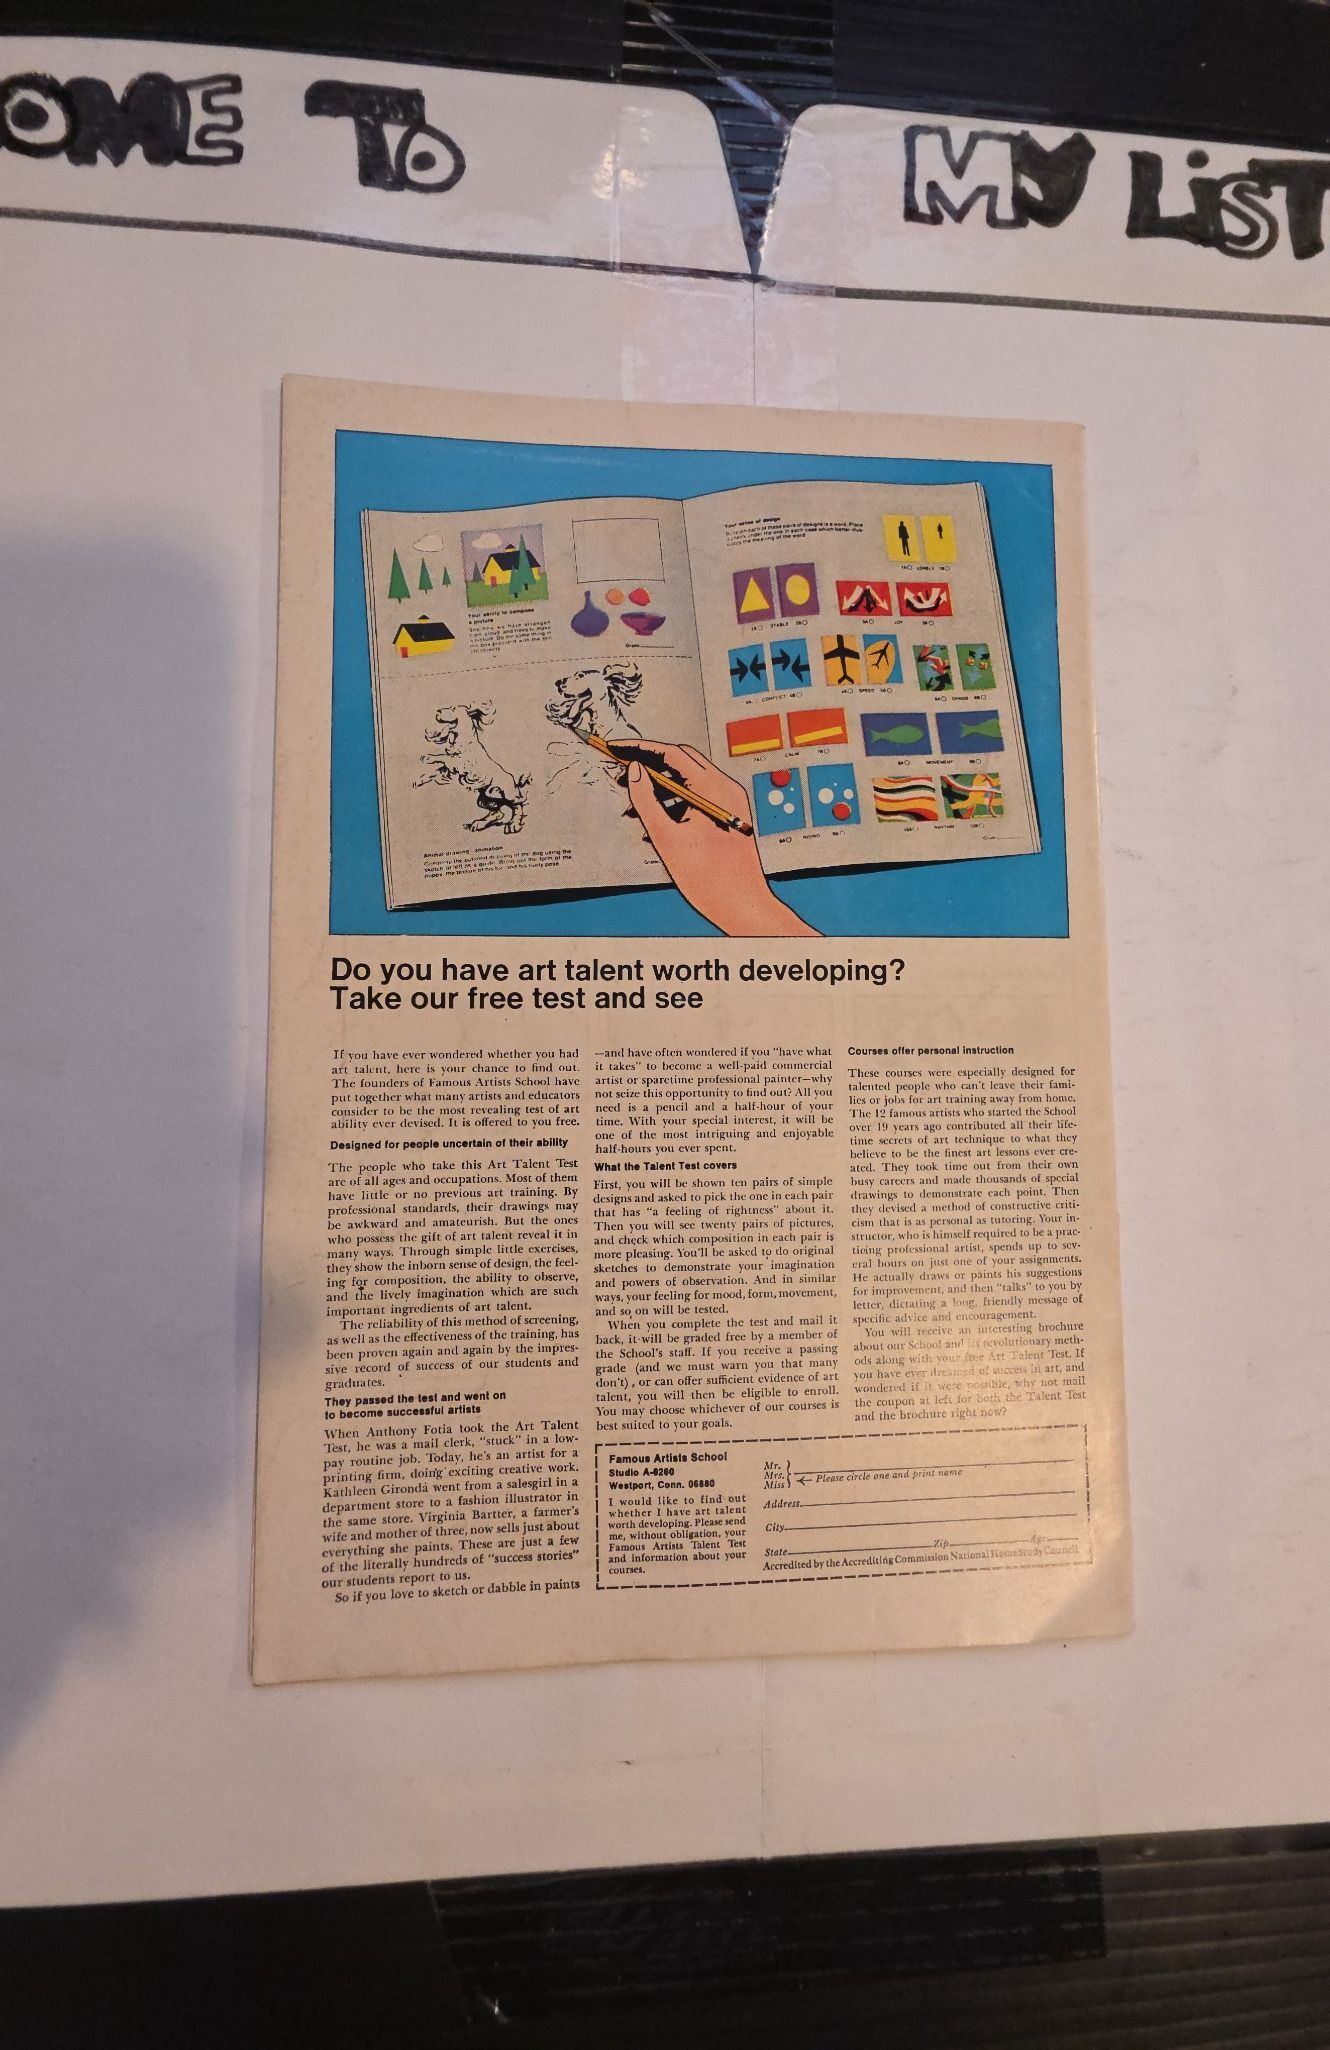 OME TO
MY LIST
Your ability to compose
a picture
Grade
Animal drawing animation
Your sense of design
LONELY
STABLE
JOY
CONFLICT
SPEED
CHAOS
CALM
MOVEMENT
RISING
RHYTHM
Do you have art talent worth developing?
Take our free test and see
If you have ever wondered whether you had
art talent, here is your chance to find out.
The founders of Famous Artists School have
put together what many artists and educators
consider to be the most revealing test of art
ability ever devised. It is offered to you free.
Designed for people uncertain of their ability
The people who take this Art Talent Test
are of all ages and occupations. Most of them
have little or no previous art training. By
professional standards, their drawings may
be awkward and amateurish. But the ones
who possess the gift of art talent reveal it in
many ways. Through simple little exercises,
they show the inborn sense of design, the feel-
ing for composition, the ability to observe,
and the lively imagination which are such
important ingredients of art talent.
The reliability of this method of screening,
as well as the effectiveness of the training, has
been proven again and again by the impres-
sive record of success of our students and
graduates.
They passed the test and went on
to become successful artists
When Anthony Fotia took the Art Talent
Test, he was a mail clerk, "stuck" in a low-
pay routine job. Today, he's an artist for a
printing firm, doing exciting creative work.
Kathleen Gironda went from a salesgirl in a
department store to a fashion illustrator in
the same store. Virginia Bartter, a farmer's
wife and mother of three, now sells just about
everything she paints. These are just a few
of the literally hundreds of "success stories"
our students report to us.
So if you love to sketch or dabble in paints
—and have often wondered if you "have what
it takes" to become a well-paid commercial
artist or sparetime professional painter—why
not seize this opportunity to find out? All you
need is a pencil and a half-hour of your
time. With your special interest, it will be
one of the most intriguing and enjoyable
half-hours you ever spent.
What the Talent Test covers
First, you will be shown ten pairs of simple
designs and asked to pick the one in each pair
that has "a feeling of rightness" about it.
Then you will see twenty pairs of pictures,
and check which composition in each pair is
more pleasing. You'll be asked to do original
sketches to demonstrate your imagination
and powers of observation. And in similar
ways, your feeling for mood, form, movement,
and so on will be tested.
When you complete the test and mail it
back, it will be graded free by a member of
the School's staff. If you receive a passing
grade (and we must warn you that many
don't), or can offer sufficient evidence of art
talent, you will then be eligible to enroll.
You may choose whichever of our courses is
best suited to your goals.
Courses offer personal instruction
These courses were especially designed for
talented people who can't leave their fami-
lies or jobs for art training away from home.
The 12 famous artists who started the School
over 19 years ago contributed all their life-
time secrets of art technique to what they
believe to be the finest art lessons ever cre-
ated. They took time out from their own
busy careers and made thousands of special
drawings to demonstrate each point. Then
they devised a method of constructive criti-
cism that is as personal as tutoring. Your in-
structor, who is himself required to be a prac-
ticing professional artist, spends up to sev-
eral hours on just one of your assignments.
He actually draws or paints his suggestions
for improvement, and then "talks" to you by
letter, dictating a long, friendly message of
specific advice and encouragement.
You will receive an interesting brochure
about our School and its revolutionary meth-
ods along with your free Art Talent Test. If
you have ever dreamed of success in art, and
wondered if it were possible, why not mail
the coupon at left for both the Talent Test
and the brochure right now?
Famous Artists School
Studio A-6260
Westport, Conn. 06880
I would like to find out
whether I have art talent
worth developing. Please send
me, without obligation, your
Famous Artists Talent Test
and information about your
courses.
Mr.
Mrs.
Miss
Please circle one and print name
Address
City
State Zip Age
Accredited by the Accrediting Commission National Home Study Council